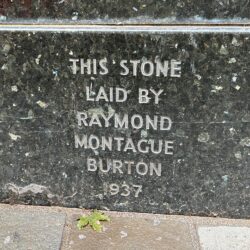 THIS STONE
LAID BY
RAYMOND
MONTAGUE
BURTON
1937